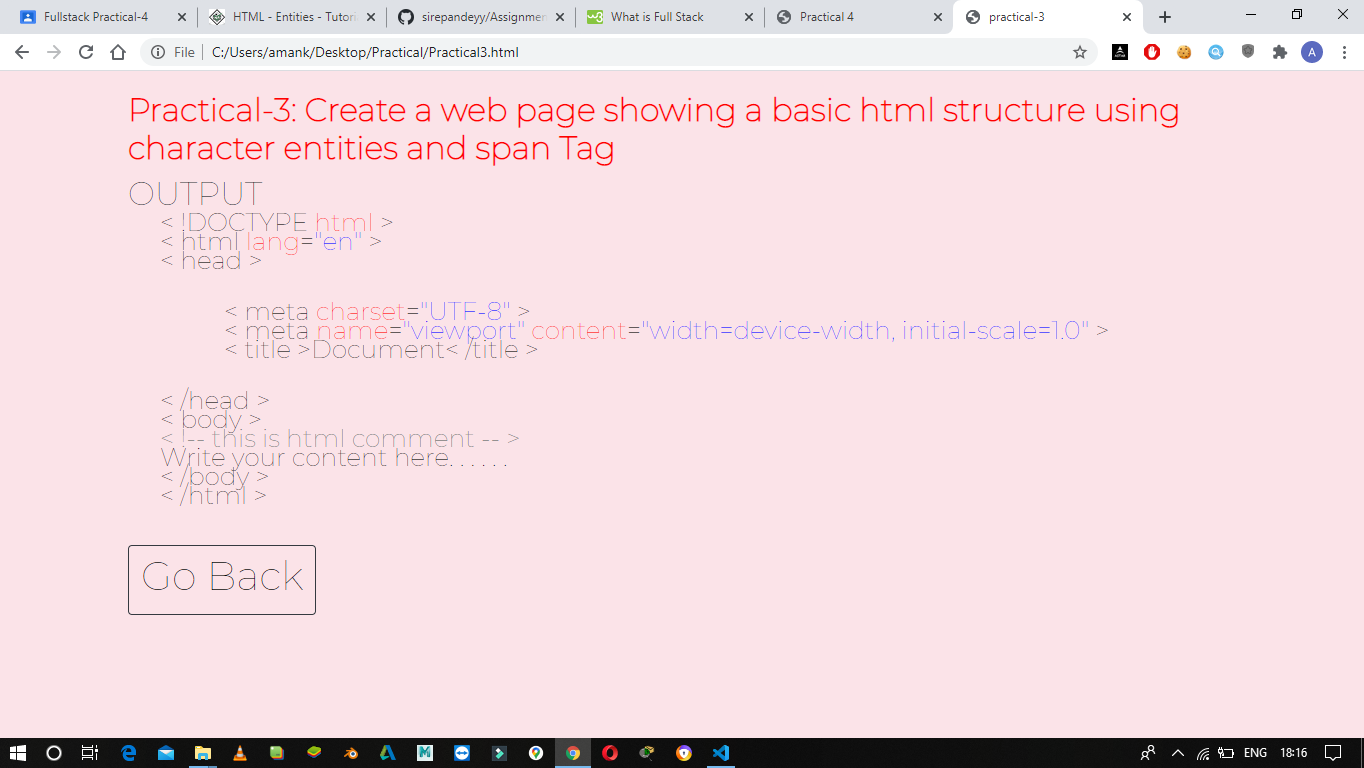 Fullstack Practical-4
HTML - Entities - Tutori
sirepandeyy/Assignmen
What is Full Stack
Practical 4
practical-3
File
C:/Users/amank/Desktop/Practical/Practical3.html
A
Practical-3: Create a web page showing a basic html structure using
character entities and span Tag
OUTPUT
< !DOCTYPE html >
< html lang="en" >
< head >
< meta charset="UTF-8" >
< meta name="viewport" content="width=device-width, initial-scale=1.0" >
< title >Document< /title >
< /head >
< body >
< !-- this is html comment -- >
Write your content here. . . . . .
< /body >
< /html >
Go Back
ENG
18:16